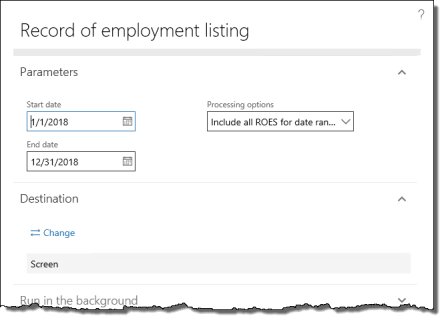 ?
Record of employment listing
Parameters
Start date
Processing options
1/1/2018
Include all ROES for date ran...
End date
12/31/2018
Destination
Change
Screen
Run in the background